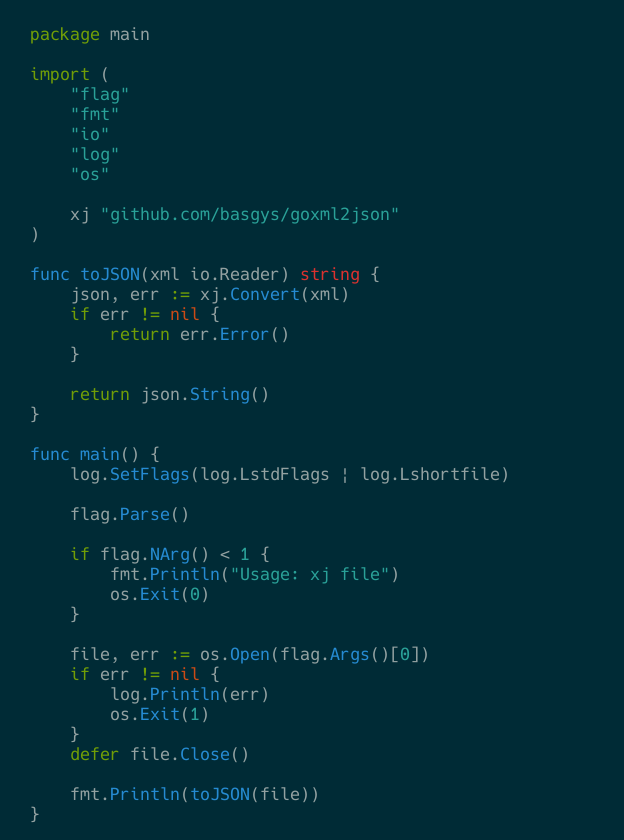 package main

import (
    "flag"
    "fmt"
    "io"
    "log"
    "os"

    xj "github.com/basgys/goxml2json"
)

func toJSON(xml io.Reader) string {
    json, err := xj.Convert(xml)
    if err != nil {
        return err.Error()
    }

    return json.String()
}

func main() {
    log.SetFlags(log.LstdFlags ¦ log.Lshortfile)

    flag.Parse()

    if flag.NArg() < 1 {
        fmt.Println("Usage: xj file")
        os.Exit(0)
    }

    file, err := os.Open(flag.Args()[0])
    if err != nil {
        log.Println(err)
        os.Exit(1)
    }
    defer file.Close()

    fmt.Println(toJSON(file))
}